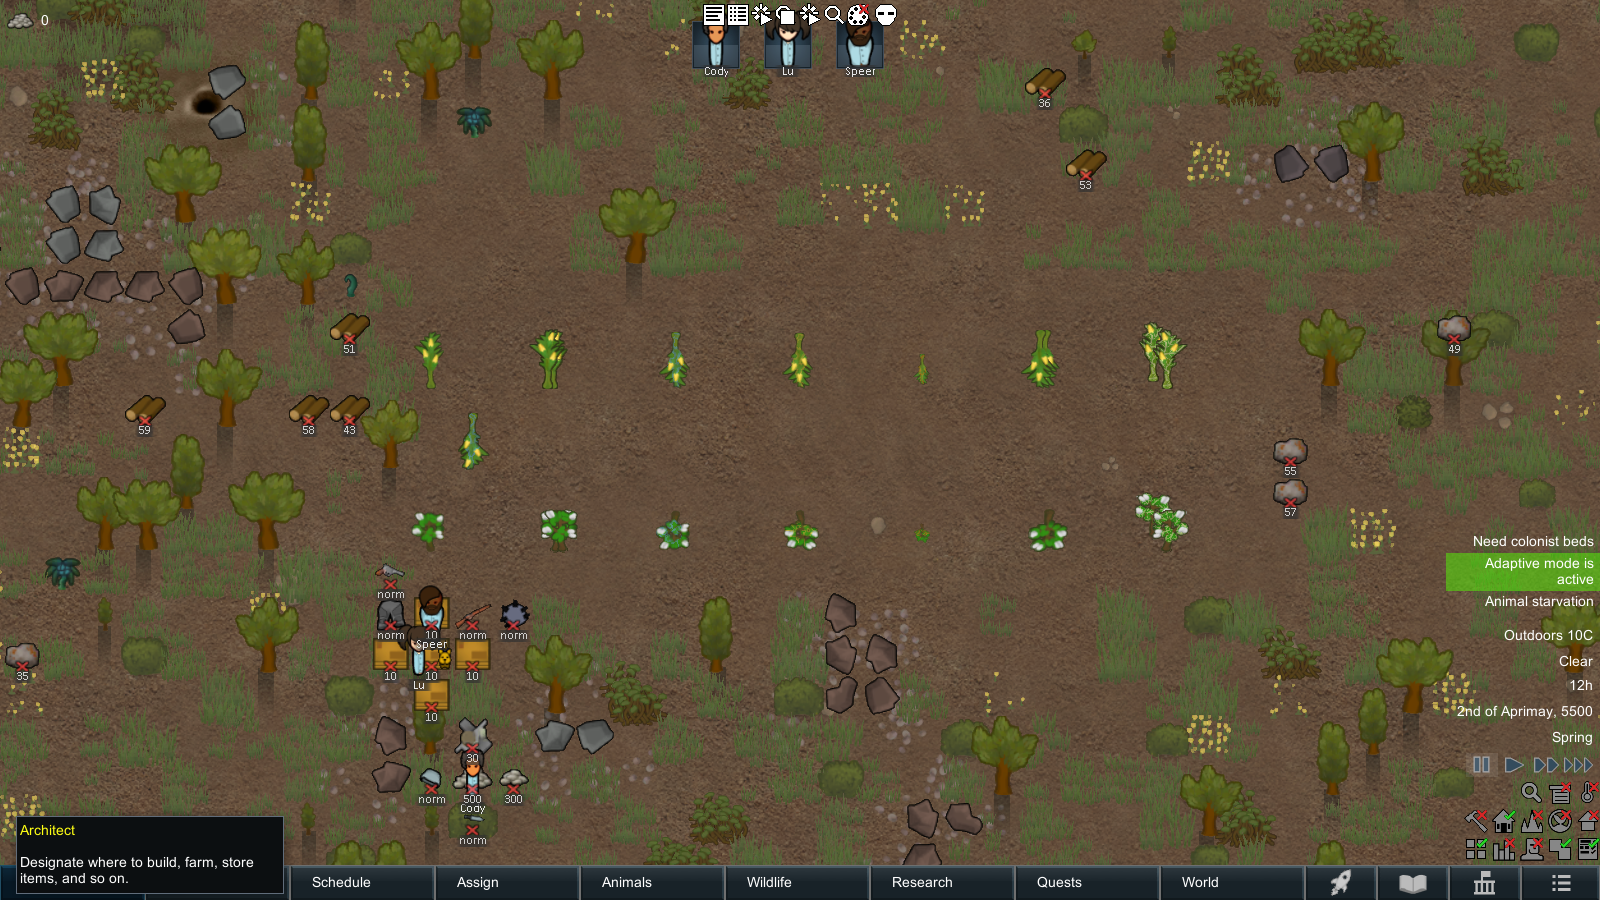 0
Cody
Lu
Speer
36
53
51
49
59
58
43
55
57
Need colonist beds
Adaptive mode is
active
Animal starvation
norm
norm
10
norm
norm
Speer
35
10
10
10
Lu
10
Outdoors 10C
Clear
12h
2nd of Aprimay, 5500
Spring
30
norm
500
300
Cody
norm
Architect
Designate where to build, farm, store
items, and so on.
Schedule
Assign
Animals
Wildlife
Research
Quests
World